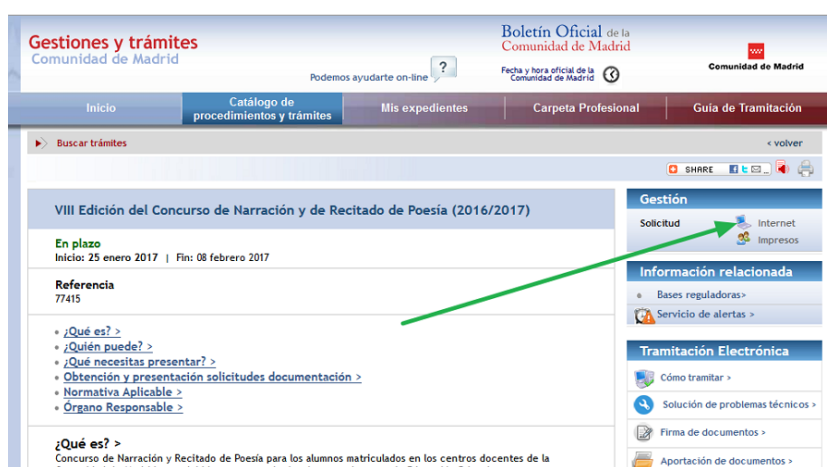 Gestiones y trámites
Comunidad de Madrid
Podemos ayudarte on-line
?
Boletín Oficial de la
Comunidad de Madrid
Fecha y hora oficial de la
Comunidad de Madrid
Comunidad de Madrid
Inicio
Catálogo de
procedimientos y trámites
Mis expedientes
Carpeta Profesional
Guía de Tramitación
Buscar trámites
< volver
SHARE
VIII Edición del Concurso de Narración y de Recitado de Poesía (2016/2017)
En plazo
Inicio: 25 enero 2017 | Fin: 08 febrero 2017
Referencia
77415
¿Qué es? >
¿Quién puede? >
¿Qué necesitas presentar? >
Obtención y presentación solicitudes documentación >
Normativa Aplicable >
Órgano Responsable >
¿Qué es? >
Concurso de Narración y Recitado de Poesía para los alumnos matriculados en los centros docentes de la
Gestión
Solicitud
Internet
Impresos
Información relacionada
Bases reguladoras>
Servicio de alertas >
Tramitación Electrónica
Cómo tramitar >
Solución de problemas técnicos >
Firma de documentos >
Aportación de documentos >